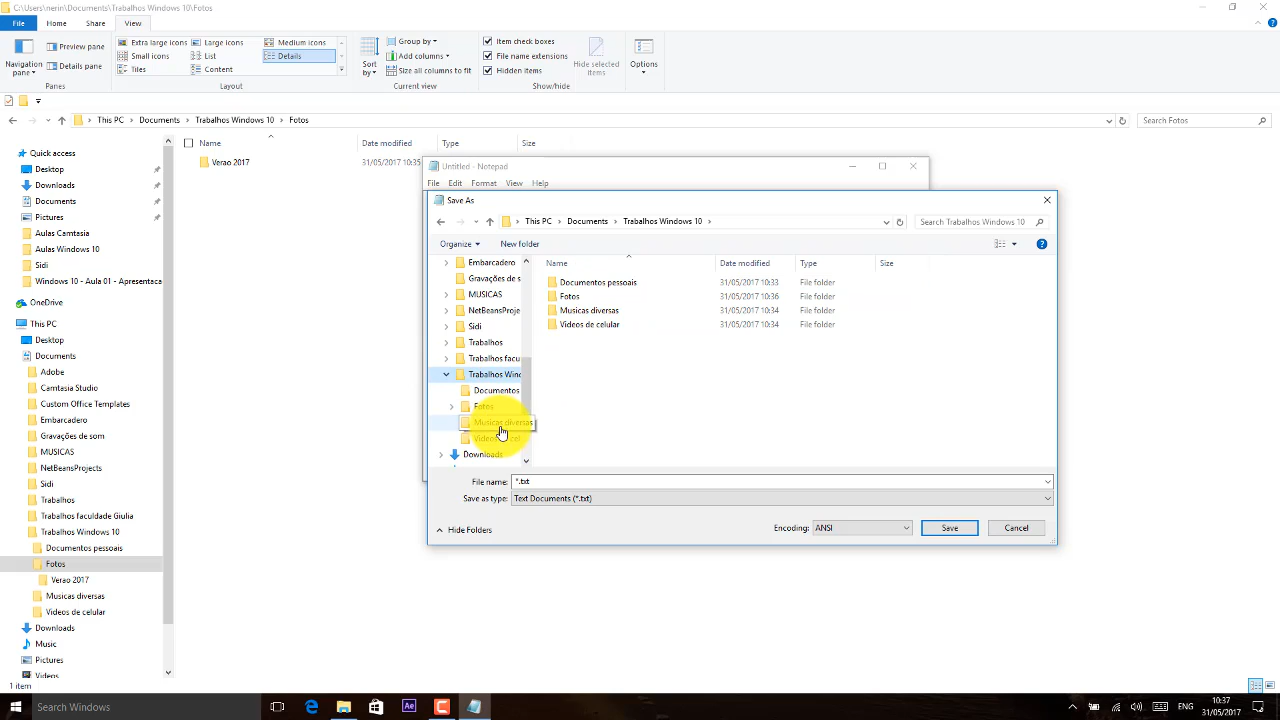 C:\Users\nerin\Documents\Trabalhos Windows 10\Fotos
File Home Share View
Navigation pane
Preview pane
Details pane
Panes
Extra large icons Large icons Medium icons
Small icons List Details
Tiles Content
Layout
Sort by
Group by
Add columns
Size all columns to fit
Current view
Item check boxes
File name extensions
Hidden items
Hide selected items
Show/hide
Options
This PC > Documents > Trabalhos Windows 10 > Fotos
Search Fotos
Name Date modified Type Size
Verao 2017 31/05/2017 10:35
Quick access
Desktop
Downloads
Documents
Pictures
Aulas Camtasia
Aulas Windows 10
Sidi
Windows 10 - Aula 01 - Apresentaca
OneDrive
This PC
Desktop
Documents
Adobe
Camtasia Studio
Custom Office Templates
Embarcadero
Gravações de som
MUSICAS
NetBeansProjects
Sidi
Trabalhos
Trabalhos faculdade Giulia
Trabalhos Windows 10
Documentos pessoais
Fotos
Verao 2017
Musicas diversas
Videos de celular
Downloads
Music
Pictures
Videos
1 item
Untitled - Notepad
File Edit Format View Help
Save As
This PC > Documents > Trabalhos Windows 10 >
Search Trabalhos Windows 10
Organize New folder
Embarcadero
Gravações de s
MUSICAS
NetBeansProje
Sidi
Trabalhos
Trabalhos facu
Trabalhos Wind
Documentos
Fotos
Musicas diversas
Videos de cel
Downloads
Name Date modified Type Size
Documentos pessoais 31/05/2017 10:33 File folder
Fotos 31/05/2017 10:36 File folder
Musicas diversas 31/05/2017 10:34 File folder
Videos de celular 31/05/2017 10:34 File folder
File name: *.txt
Save as type: Text Documents (*.txt)
Hide Folders
Encoding: ANSI
Save
Cancel
Search Windows
Ae
10:37
31/05/2017